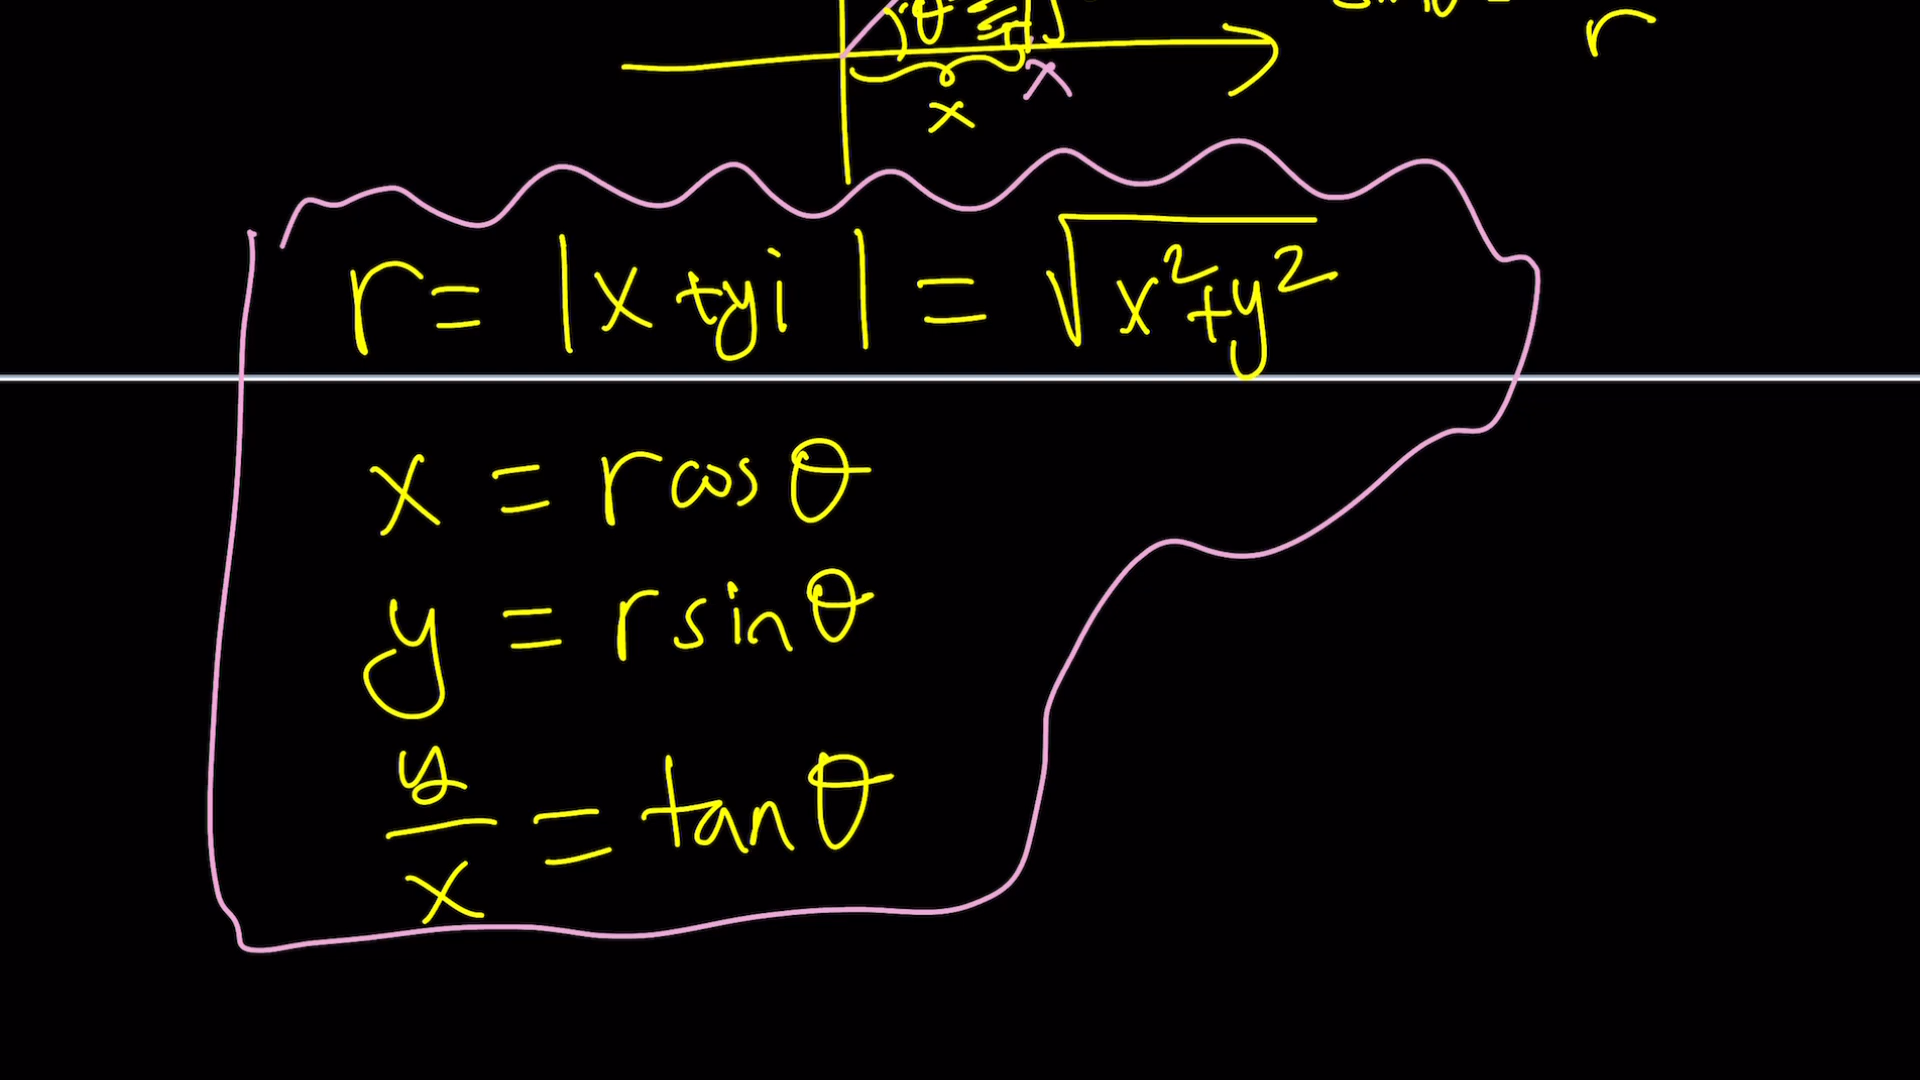 θ
r
x
x
r = |x + yi| = √x²+y²
x = r cos θ
y = r sin θ
y/x = tan θ